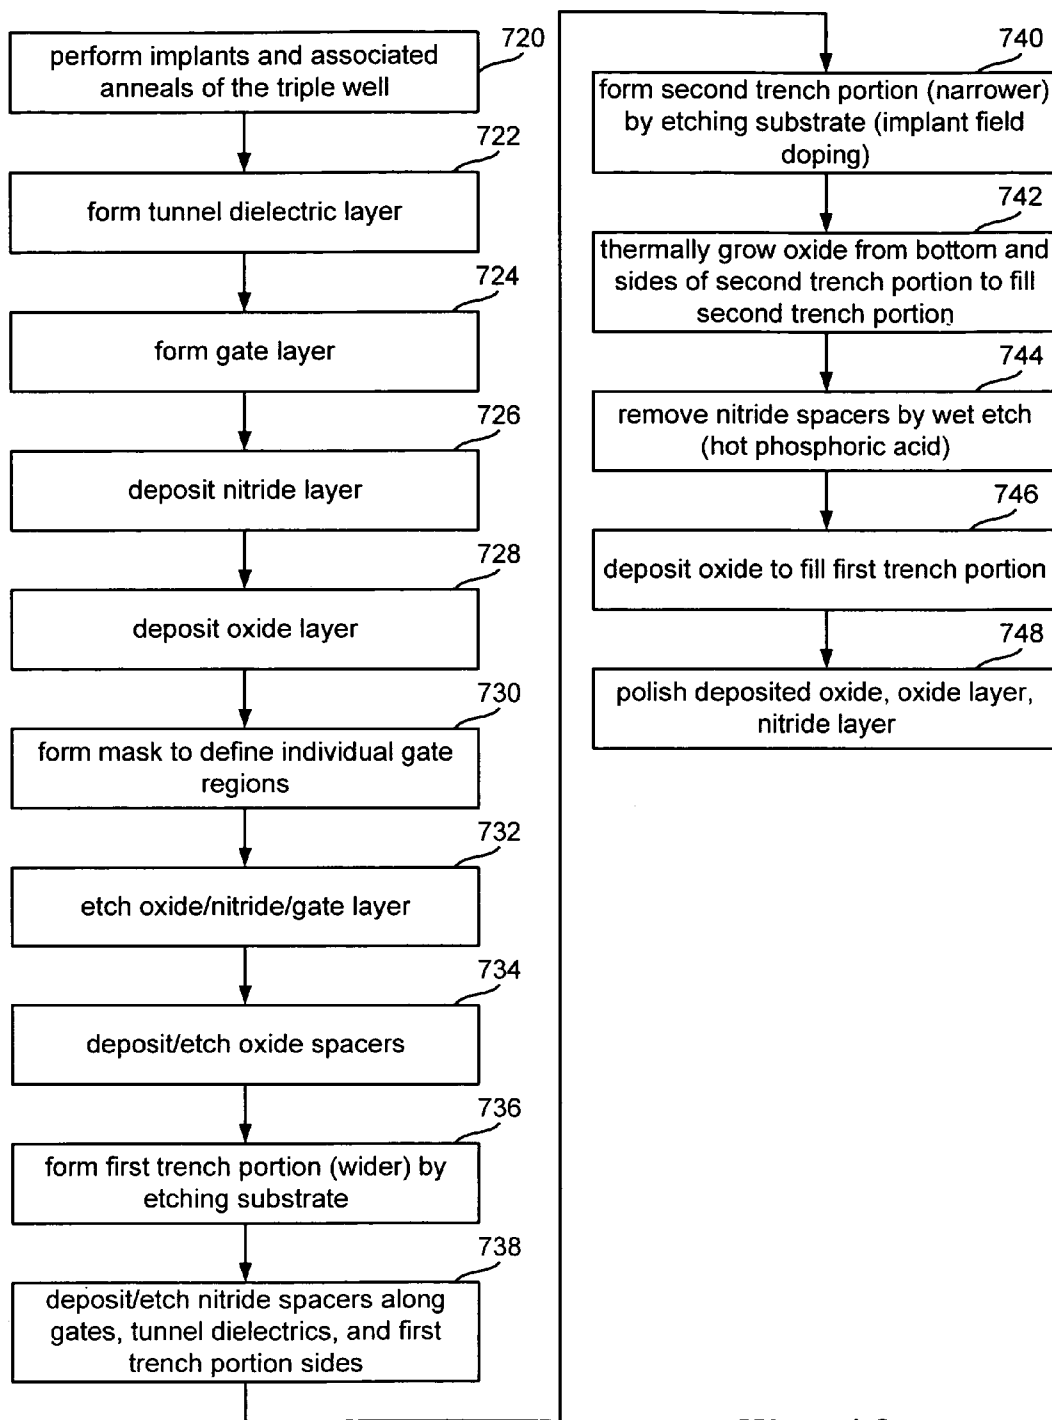 720
perform implants and associated
anneals of the triple well
722
form tunnel dielectric layer
724
form gate layer
726
deposit nitride layer
728
deposit oxide layer
730
form mask to define individual gate
regions
732
etch oxide/nitride/gate layer
734
deposit/etch oxide spacers
736
form first trench portion (wider) by
etching substrate
738
deposit/etch nitride spacers along
gates, tunnel dielectrics, and first
trench portion sides
740
form second trench portion (narrower)
by etching substrate (implant field
doping)
742
thermally grow oxide from bottom and
sides of second trench portion to fill
second trench portion
744
remove nitride spacers by wet etch
(hot phosphoric acid)
746
deposit oxide to fill first trench portion
748
polish deposited oxide, oxide layer,
nitride layer